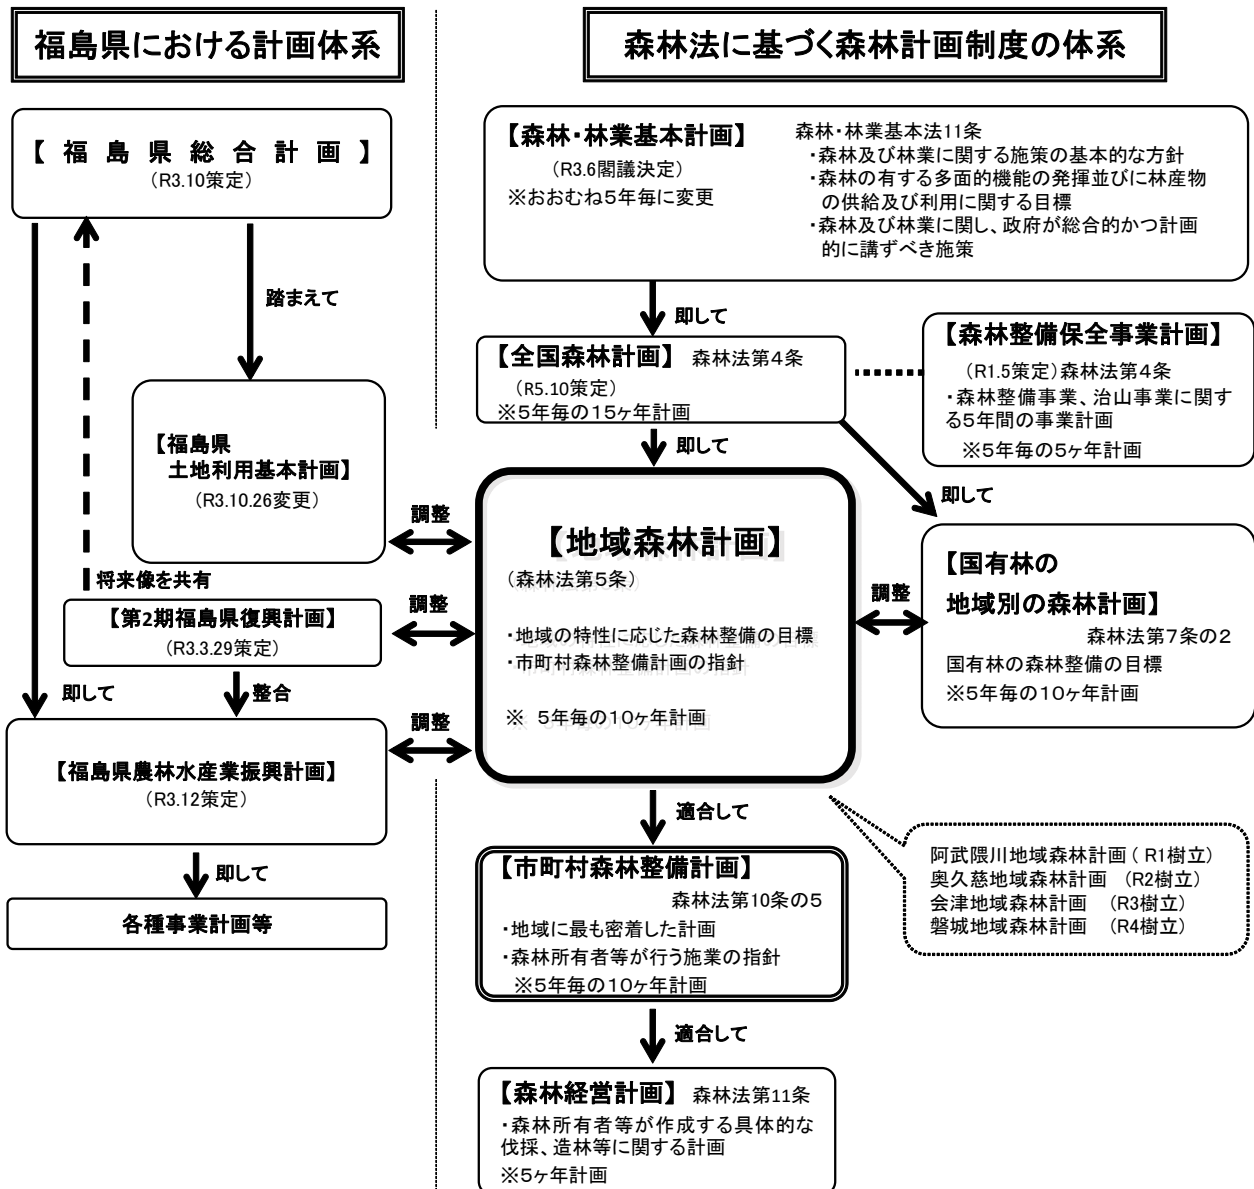 福島県における計画体系
【 福 島 県 総 合 計 画 】
(R3.10策定)
踏まえて
【福島県
土地利用基本計画】
(R3.10.26変更)
将来像を共有
【第2期福島県復興計画】
(R3.3.29策定)
即して
整合
【福島県農林水産業振興計画】
(R3.12策定)
即して
各種事業計画等
調整
調整
調整
森林法に基づく森林計画制度の体系
【森林・林業基本計画】
(R3.6閣議決定)
※おおむね5年毎に変更
森林・林業基本法11条
・森林及び林業に関する施策の基本的な方針
・森林の有する多面的機能の発揮並びに林産物
の供給及び利用に関する目標
・森林及び林業に関し、政府が総合的かつ計画
的に講ずべき施策
即して
【全国森林計画】 森林法第4条
(R5.10策定)
※5年毎の15ヶ年計画
【森林整備保全事業計画】
(R1.5策定)森林法第4条
・森林整備事業、治山事業に関す
る5年間の事業計画
※5年毎の5ヶ年計画
即して
即して
【地域森林計画】
(森林法第5条)
・地域の特性に応じた森林整備の目標
・市町村森林整備計画の指針
※ 5年毎の10ヶ年計画
調整
【国有林の
地域別の森林計画】
森林法第7条の2
国有林の森林整備の目標
※5年毎の10ヶ年計画
適合して
阿武隈川地域森林計画( R1樹立)
奥久慈地域森林計画 (R2樹立)
会津地域森林計画 (R3樹立)
磐城地域森林計画 (R4樹立)
【市町村森林整備計画】
森林法第10条の5
・地域に最も密着した計画
・森林所有者等が行う施業の指針
※5年毎の10ヶ年計画
適合して
【森林経営計画】 森林法第11条
・森林所有者等が作成する具体的な
伐採、造林等に関する計画
※5ヶ年計画